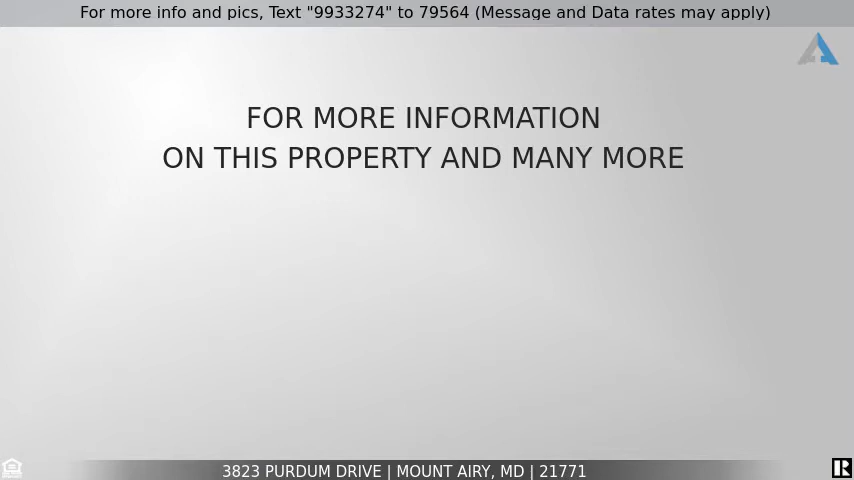 For more info and pics, Text "9933274" to 79564 (Message and Data rates may apply)
FOR MORE INFORMATION
ON THIS PROPERTY AND MANY MORE
3823 PURDUM DRIVE | MOUNT AIRY, MD | 21771